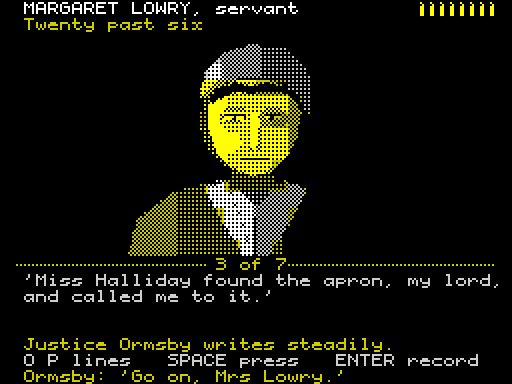 MARGARET LOWRY, servant
Twenty past six
3 of 7
'Miss Halliday found the apron, my lord,
and called me to it.'
Justice Ormsby writes steadily.
O P lines   SPACE press   ENTER record
Ormsby: 'Go on, Mrs Lowry.'